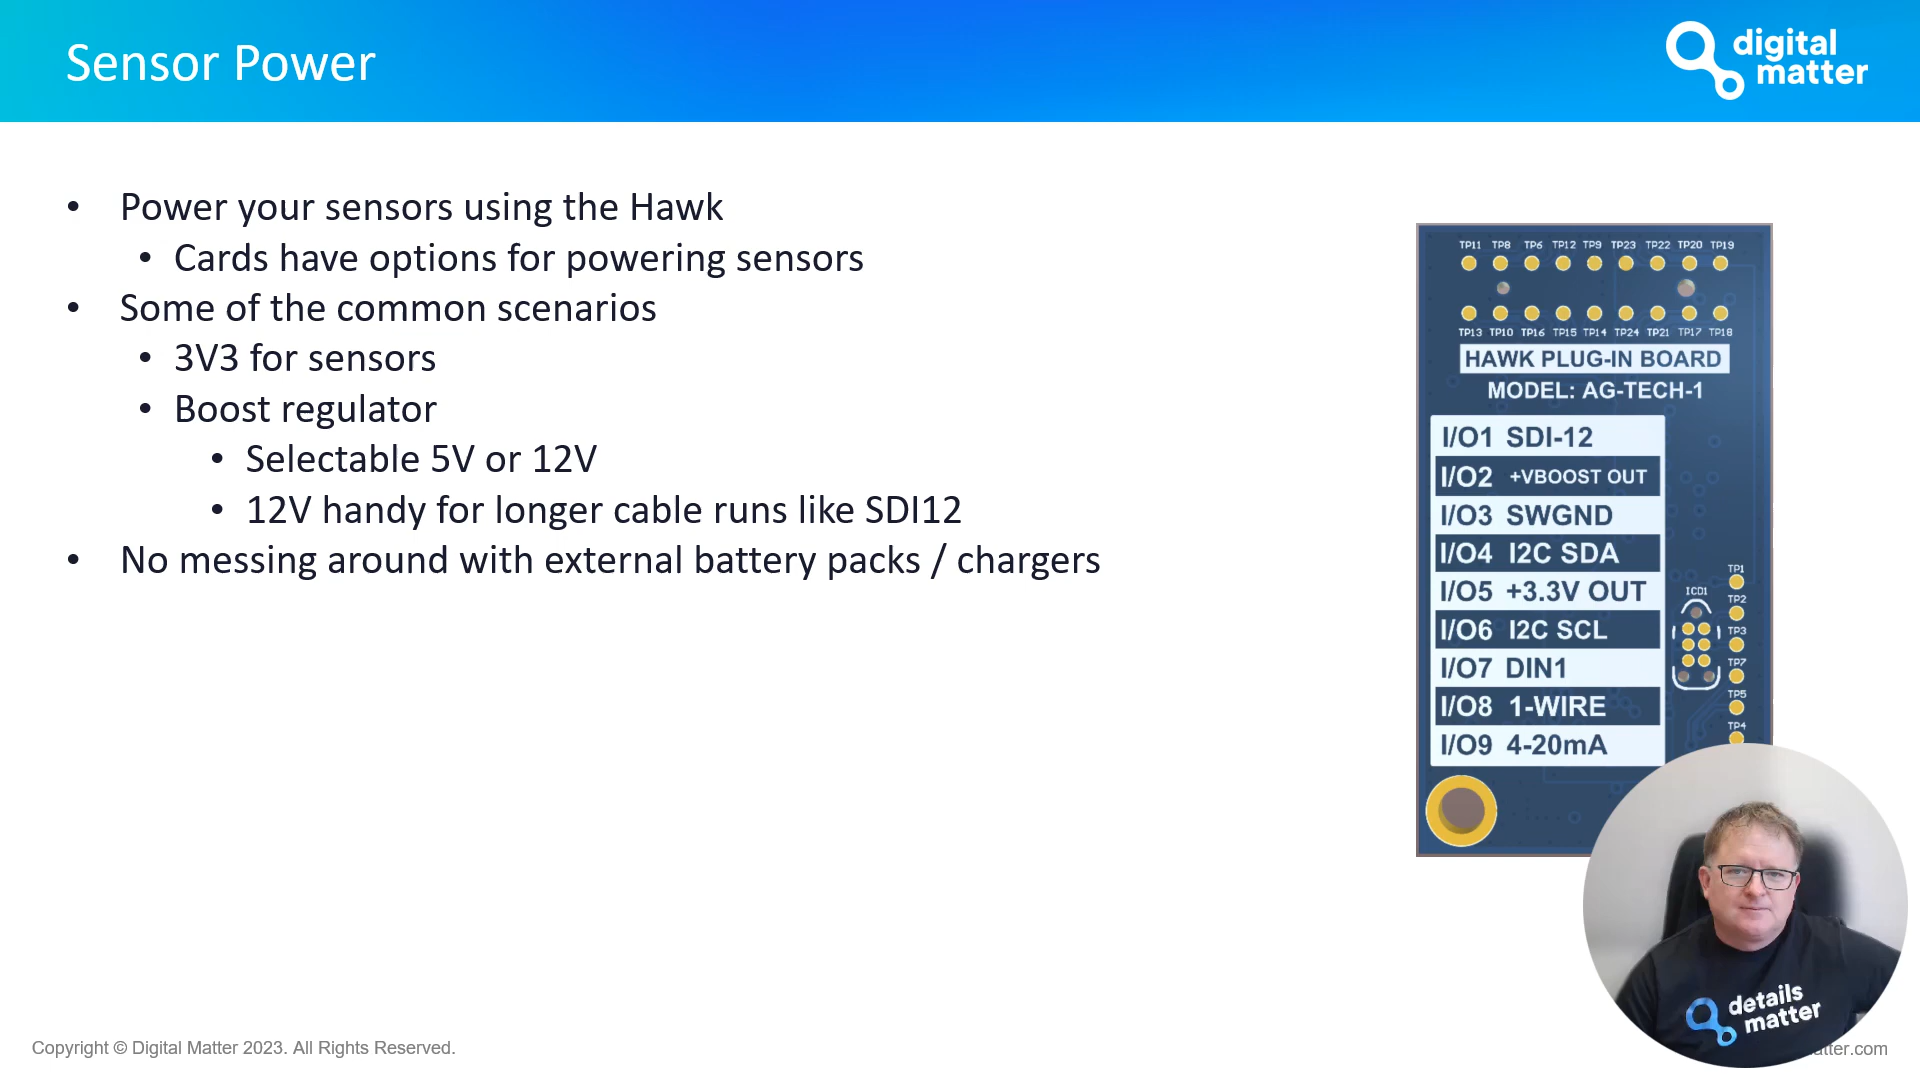 Sensor Power
digital
matter
• Power your sensors using the Hawk
• Cards have options for powering sensors
• Some of the common scenarios
• 3V3 for sensors
• Boost regulator
• Selectable 5V or 12V
• 12V handy for longer cable runs like SDI12
• No messing around with external battery packs / chargers
TP11 TP8 TP6 TP12 TP9 TP23 TP22 TP20 TP19
TP13 TP10 TP16 TP15 TP14 TP24 TP21 TP17 TP18
HAWK PLUG-IN BOARD
MODEL: AG-TECH-1
I/O1 SDI-12
I/O2 +VBOOST OUT
I/O3 SWGND
I/O4 I2C SDA
I/O5 +3.3V OUT
I/O6 I2C SCL
I/O7 DIN1
I/O8 1-WIRE
I/O9 4-20mA
ICD1
TP1
TP2
TP3
TP7
TP5
TP4
details
matter
Copyright © Digital Matter 2023. All Rights Reserved.
atter.com